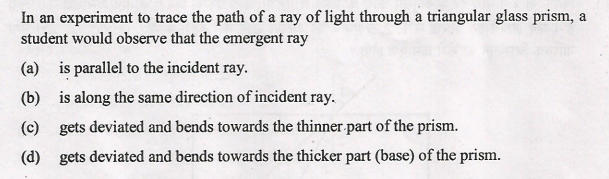 In an experiment to trace the path of a ray of light through a triangular glass prism, a
student would observe that the emergent ray
(a) is parallel to the incident ray.
(b) is along the same direction of incident ray.
(c) gets deviated and bends towards the thinner part of the prism.
(d) gets deviated and bends towards the thicker part (base) of the prism.